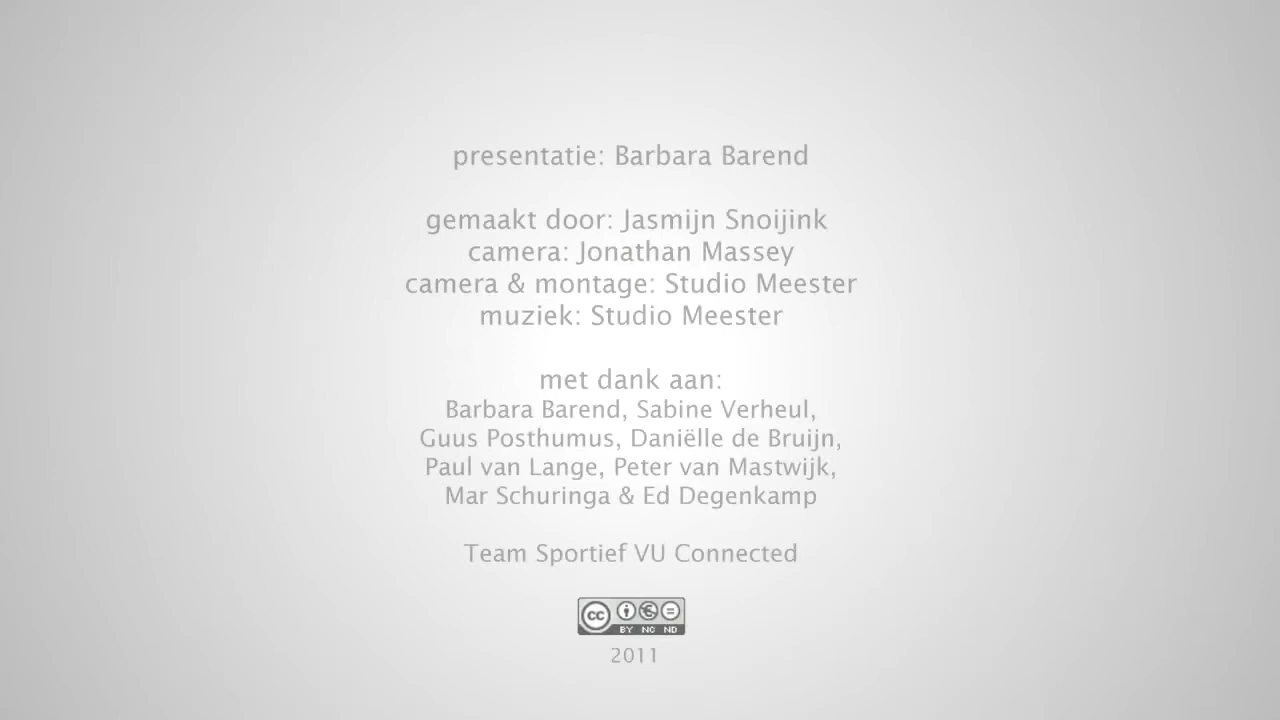 presentatie: Barbara Barend
gemaakt door: Jasmijn Snoijink
camera: Jonathan Massey
camera & montage: Studio Meester
muziek: Studio Meester
met dank aan:
Barbara Barend, Sabine Verheul,
Guus Posthumus, Daniëlle de Bruijn,
Paul van Lange, Peter van Mastwijk,
Mar Schuringa & Ed Degenkamp
Team Sportief VU Connected
cc € =
BY NC ND
2011